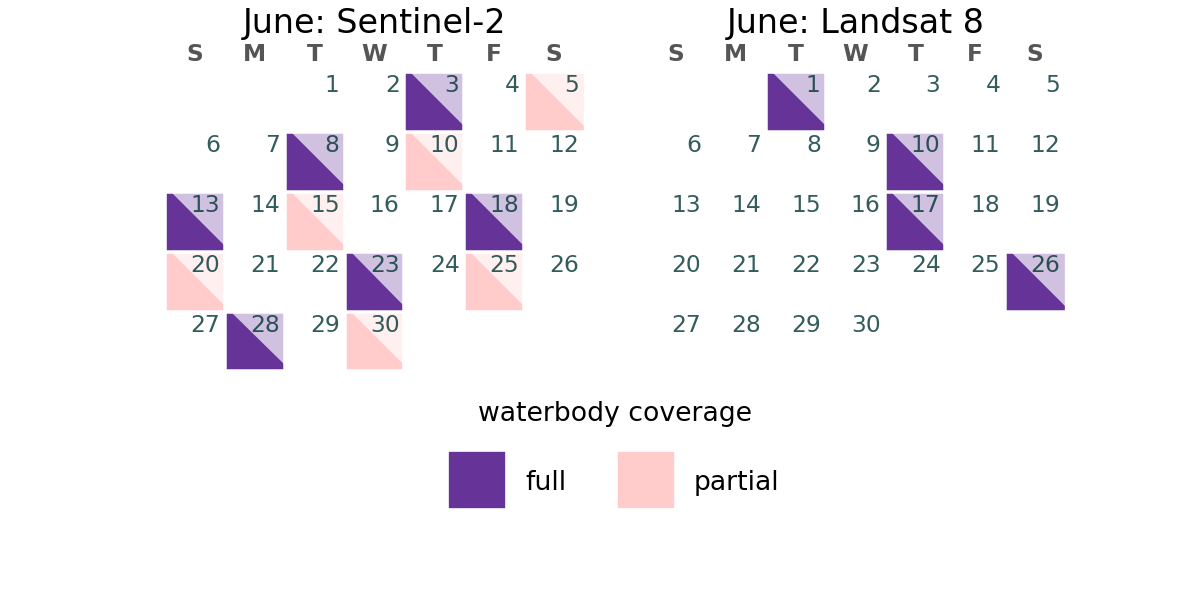 June: Sentinel-2
S M T W T F S
1 2 3 4 5
6 7 8 9 10 11 12
13 14 15 16 17 18 19
20 21 22 23 24 25 26
27 28 29 30
June: Landsat 8
S M T W T F S
1 2 3 4 5
6 7 8 9 10 11 12
13 14 15 16 17 18 19
20 21 22 23 24 25 26
27 28 29 30
waterbody coverage
full partial